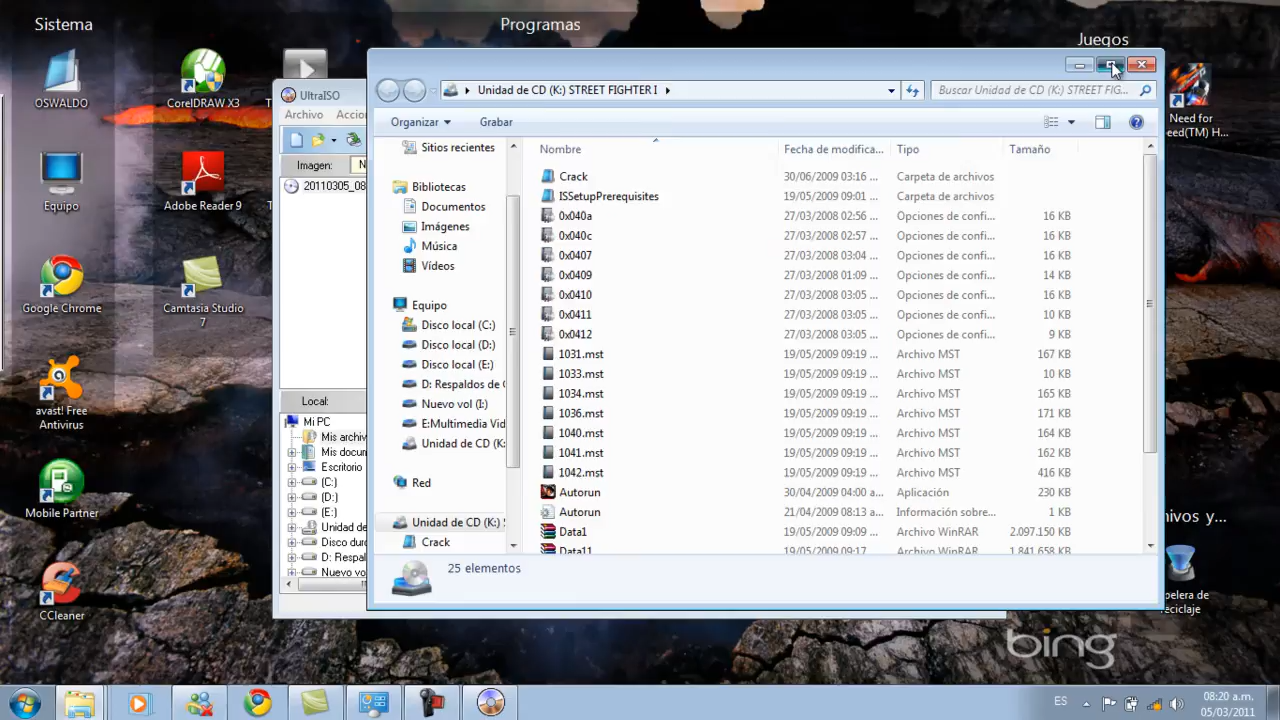 Sistema
Programas
Juegos
OSWALDO
CorelDRAW X3
Equipo
Adobe Reader 9
Google Chrome
Camtasia Studio
7
avast! Free
Antivirus
Mobile Partner
CCleaner
UltraISO
Archivo Accio
Imagen:
20110305_08
Local:
Mi PC
Mis archiv
Mis docum
Escritorio
(C:)
(D:)
(E:)
Unidad de
Disco duro
D: Respal
Nuevo vo
Unidad de CD (K:) STREET FIGHTER I
Buscar Unidad de CD (K:) STREET FIG...
Organizar
Grabar
Sitios recientes
Bibliotecas
Documentos
Imágenes
Música
Vídeos
Equipo
Disco local (C:)
Disco local (D:)
Disco local (E:)
D: Respaldos de
Nuevo vol (I:)
E:Multimedia Vid
Unidad de CD (K:
Red
Unidad de CD (K:)
Crack
Nombre Fecha de modifica... Tipo Tamaño
Crack 30/06/2009 03:16 ... Carpeta de archivos
ISSetupPrerequisites 19/05/2009 09:01 ... Carpeta de archivos
0x040a 27/03/2008 02:56 ... Opciones de confi... 16 KB
0x040c 27/03/2008 02:57 ... Opciones de confi... 16 KB
0x0407 27/03/2008 03:04 ... Opciones de confi... 16 KB
0x0409 27/03/2008 01:09 ... Opciones de confi... 14 KB
0x0410 27/03/2008 03:05 ... Opciones de confi... 16 KB
0x0411 27/03/2008 03:05 ... Opciones de confi... 14 KB
0x0412 27/03/2008 03:05 ... Opciones de confi... 9 KB
1031.mst 19/05/2009 09:19 ... Archivo MST 167 KB
1033.mst 19/05/2009 09:19 ... Archivo MST 10 KB
1034.mst 19/05/2009 09:19 ... Archivo MST 165 KB
1036.mst 19/05/2009 09:19 ... Archivo MST 171 KB
1040.mst 19/05/2009 09:19 ... Archivo MST 164 KB
1041.mst 19/05/2009 09:19 ... Archivo MST 162 KB
1042.mst 19/05/2009 09:19 ... Archivo MST 416 KB
Autorun 30/04/2009 04:00 a... Aplicación 230 KB
Autorun 21/04/2009 08:13 a... Información sobre... 1 KB
Data1 19/05/2009 09:09 ... Archivo WinRAR 2.097.150 KB
Data11 19/05/2009 09:17 Archivo WinRAR 1.841.658 KB
25 elementos
Need for
peed(TM) H...
hivos y...
pelera de
reciclaje
bing
ES
08:20 a.m.
05/03/2011